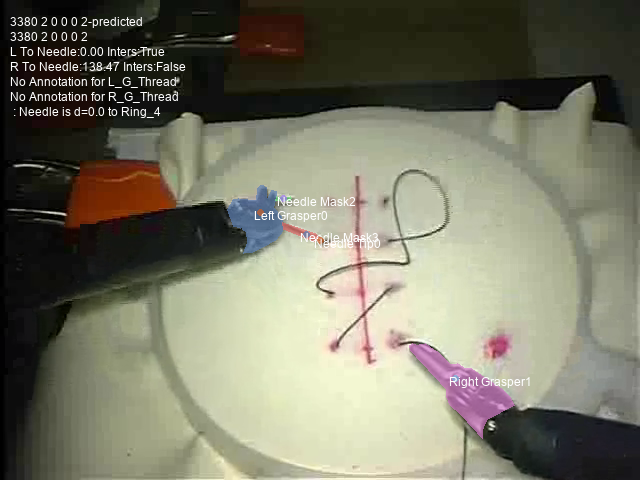 3380 2 0 0 0 2-predicted
3380 2 0 0 0 2
L To Needle:0.00 Inters:True
R To Needle:138.47 Inters:False
No Annotation for L_G_Thread
No Annotation for R_G_Thread
: Needle is d=0.0 to Ring_4
Needle Mask2
Left Grasper0
Needle Mask3
Needle Tip0
Right Grasper1
s